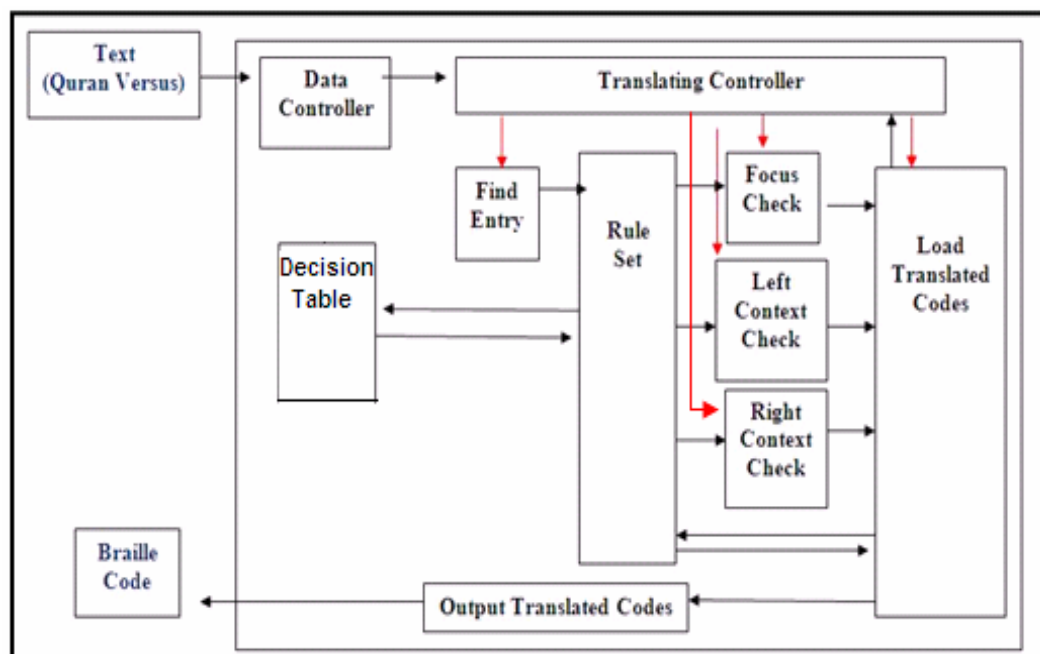 Text
(Quran Versus)
Data
Controller
Translating Controller
Find
Entry
Rule
Set
Focus
Check
Load
Translated
Codes
Decision
Table
Left
Context
Check
Right
Context
Check
Braille
Code
Output Translated Codes